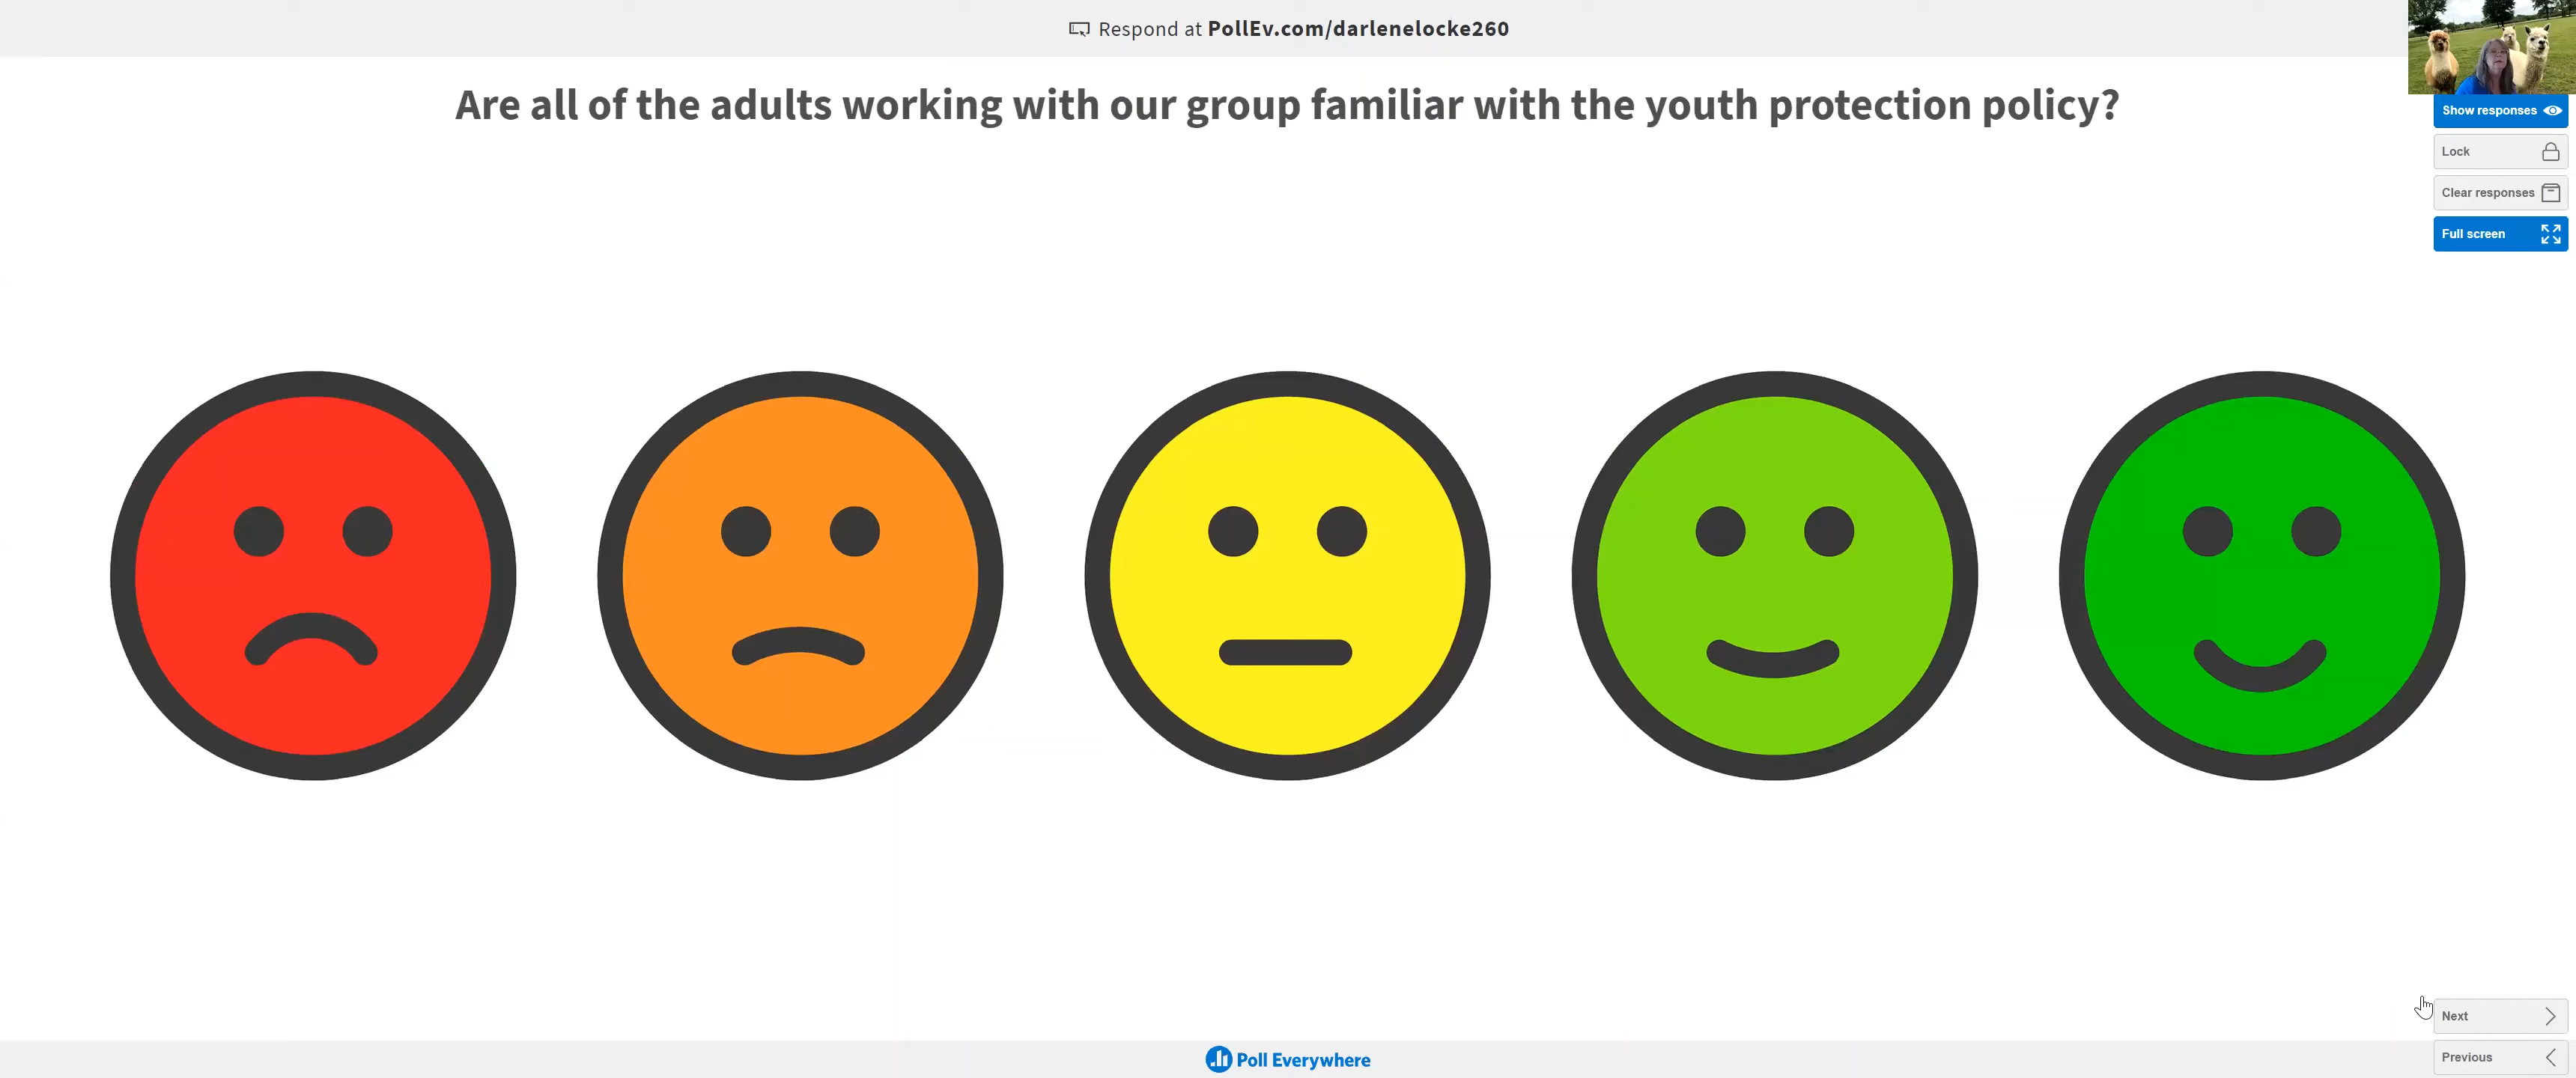 Respond at PollEv.com/darlenelocke260
Are all of the adults working with our group familiar with the youth protection policy?
Show responses
Lock
Clear responses
Full screen
Next
Previous
Poll Everywhere